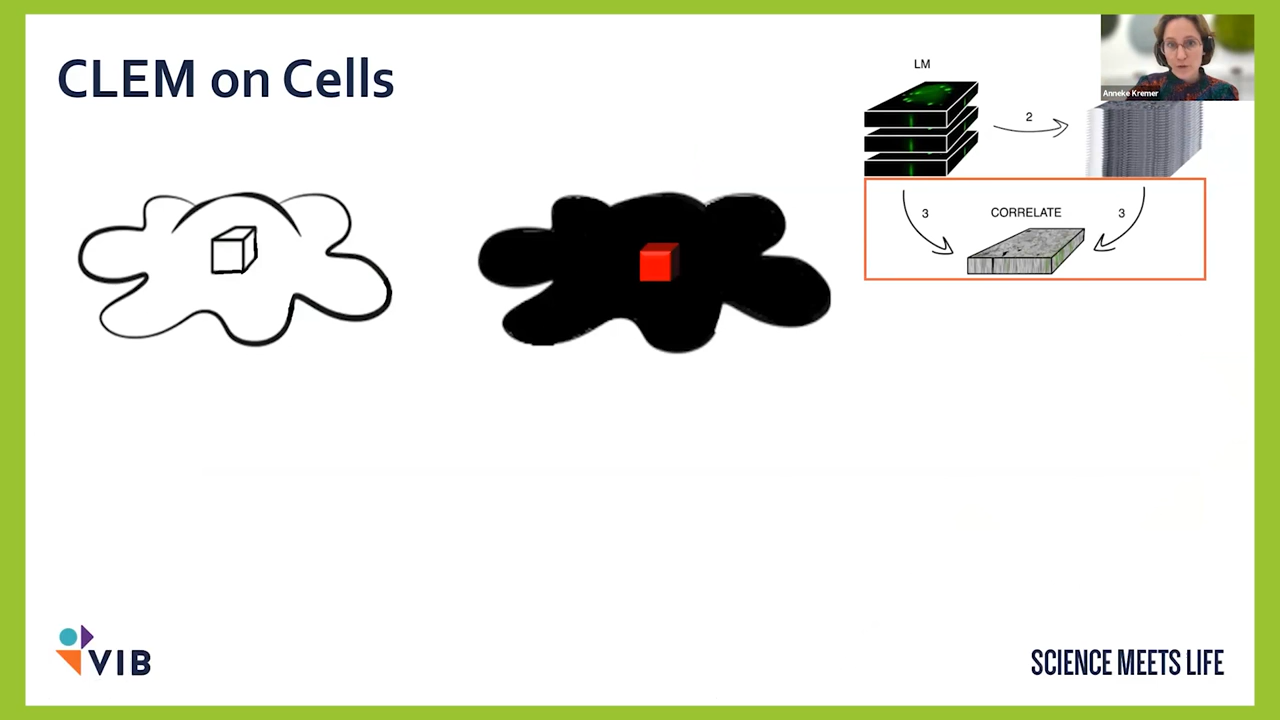 CLEM on Cells
LM
Anneke Kremer
2
3
CORRELATE
3
VIB
SCIENCE MEETS LIFE